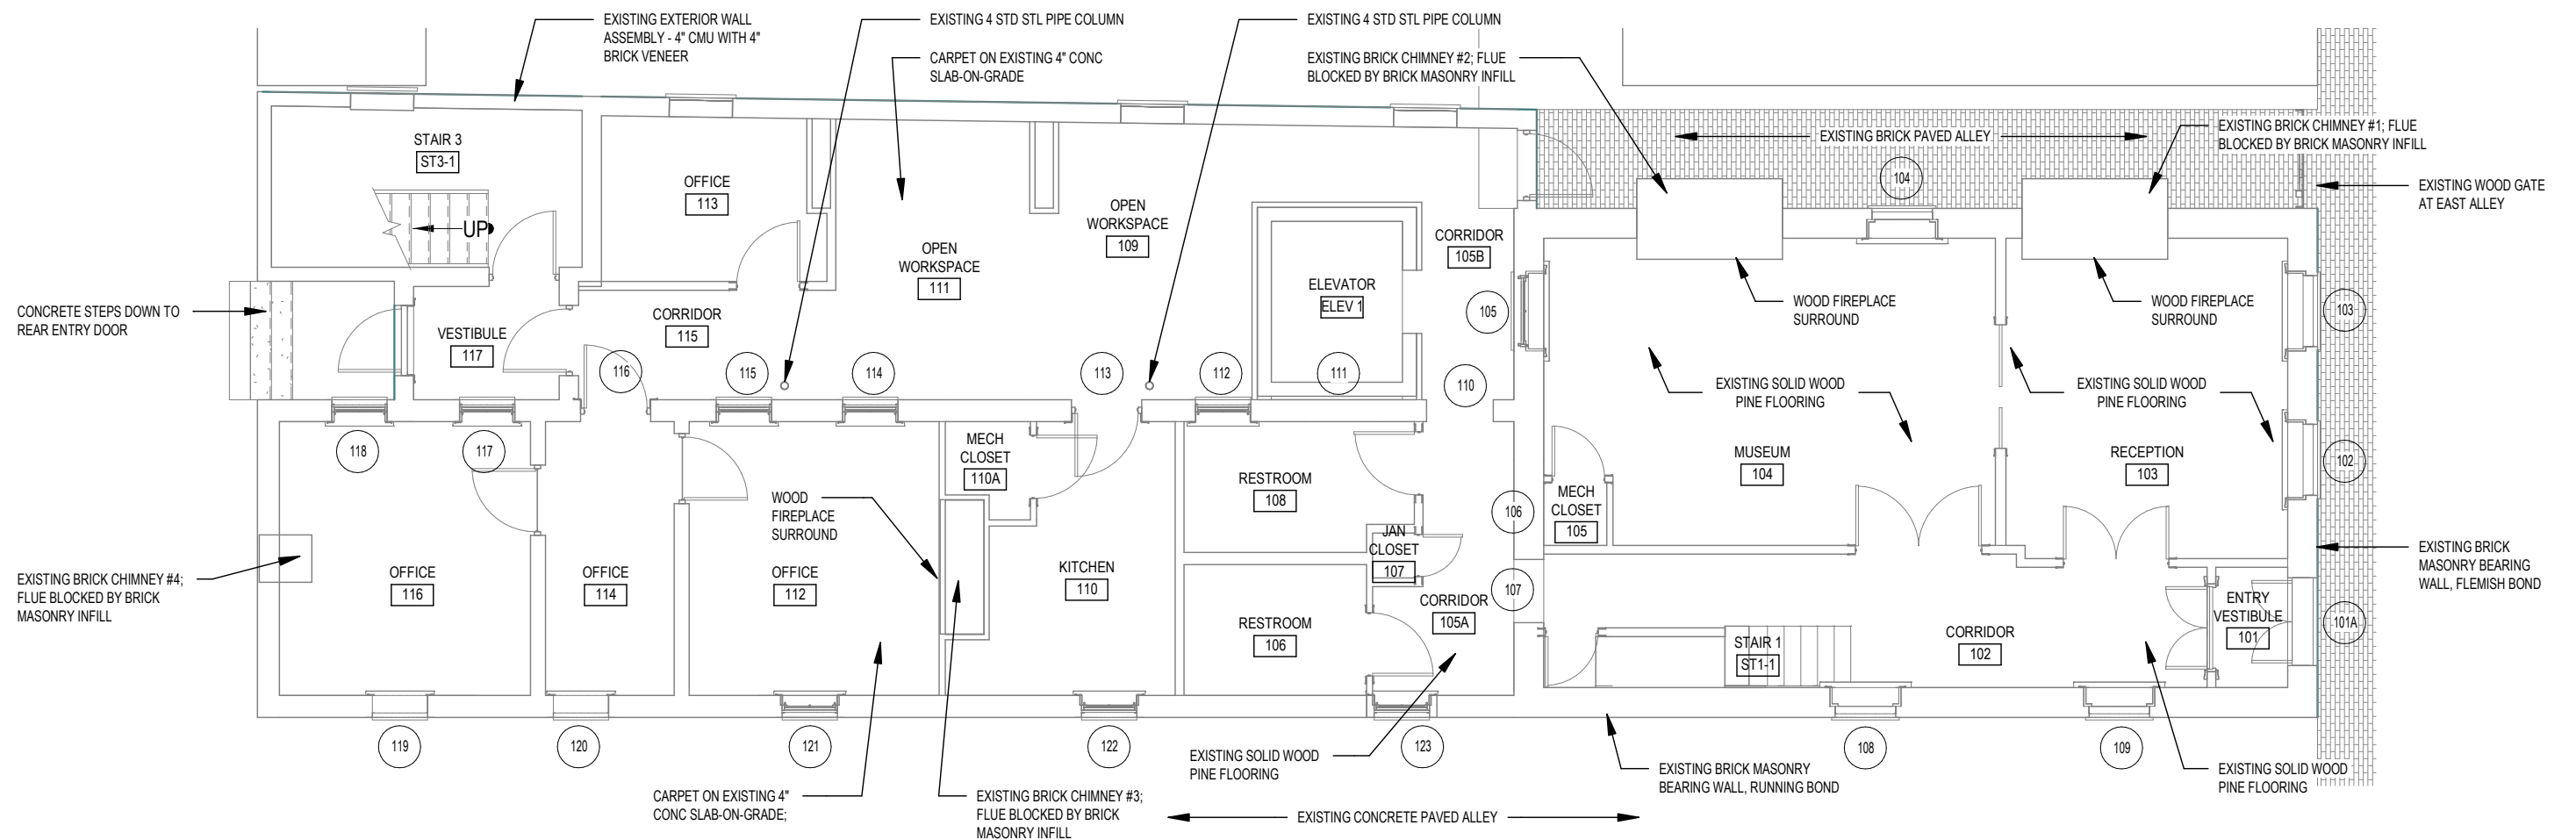 EXISTING EXTERIOR WALL
ASSEMBLY - 4" CMU WITH 4"
BRICK VENEER
EXISTING 4 STD STL PIPE COLUMN
CARPET ON EXISTING 4" CONC
SLAB-ON-GRADE
EXISTING 4 STD STL PIPE COLUMN
EXISTING BRICK CHIMNEY #2; FLUE
BLOCKED BY BRICK MASONRY INFILL
EXISTING BRICK PAVED ALLEY
EXISTING BRICK CHIMNEY #1; FLUE
BLOCKED BY BRICK MASONRY INFILL
EXISTING WOOD GATE
AT EAST ALLEY
STAIR 3
ST3-1
UP
OFFICE
113
OPEN
WORKSPACE
111
OPEN
WORKSPACE
109
CORRIDOR
105B
104
ELEVATOR
ELEV 1
105
WOOD FIREPLACE
SURROUND
WOOD FIREPLACE
SURROUND
103
CONCRETE STEPS DOWN TO
REAR ENTRY DOOR
VESTIBULE
117
CORRIDOR
115
116
115
114
113
112
111
110
EXISTING SOLID WOOD
PINE FLOORING
EXISTING SOLID WOOD
PINE FLOORING
118
117
MECH
CLOSET
110A
RESTROOM
108
MUSEUM
104
RECEPTION
103
102
WOOD
FIREPLACE
SURROUND
106
MECH
CLOSET
105
JAN
CLOSET
107
EXISTING BRICK
MASONRY BEARING
WALL, FLEMISH BOND
EXISTING BRICK CHIMNEY #4;
FLUE BLOCKED BY BRICK
MASONRY INFILL
OFFICE
116
OFFICE
114
OFFICE
112
KITCHEN
110
107
RESTROOM
106
CORRIDOR
105A
STAIR 1
ST1-1
CORRIDOR
102
ENTRY
VESTIBULE
101
101A
119
120
121
122
123
108
109
EXISTING SOLID WOOD
PINE FLOORING
EXISTING BRICK MASONRY
BEARING WALL, RUNNING BOND
EXISTING SOLID WOOD
PINE FLOORING
CARPET ON EXISTING 4"
CONC SLAB-ON-GRADE;
EXISTING BRICK CHIMNEY #3;
FLUE BLOCKED BY BRICK
MASONRY INFILL
EXISTING CONCRETE PAVED ALLEY